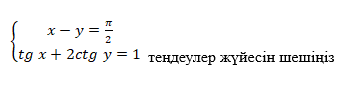 { x − y = π/2
tg x + 2ctg y = 1 теңдеулер жүйесін шешіңіз